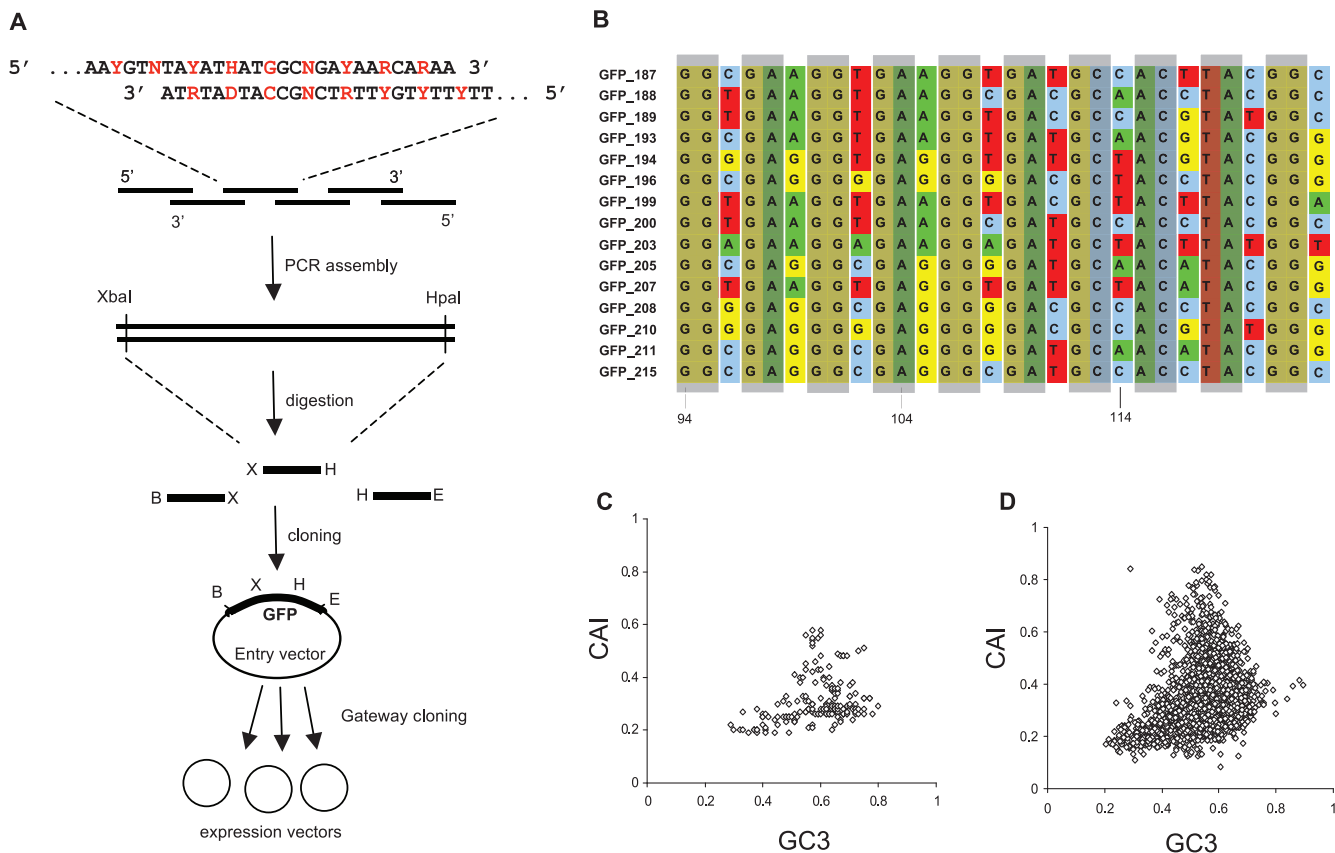 A
5′ ...AAYGTNTAYATHATGGCNGAYAARCARAA 3′
3′ ATRTADTACCGNCTRTTYGTYTTYTT... 5′
5′ 3′
3′ 5′
PCR assembly
XbaI HpaI
digestion
X H
B X H E
cloning
B X H E
GFP
Entry vector
Gateway cloning
expression vectors
B
GFP_187 G G C G A A G G T G A A G G T G A T G C C A C T T A C G G C
GFP_188 G G T G A A G G T G A A G G C G A C G C A A C C T A C G G C
GFP_189 G G T G A A G G T G A A G G T G A C G C C A C G T A T G G C
GFP_193 G G C G A A G G T G A A G G T G A T G C A A C G T A C G G G
GFP_194 G G G G A G G G T G A G G G T G A T G C T A C G T A C G G G
GFP_196 G G C G A G G G G G A A G G G G A C G C T A C C T A C G G G
GFP_199 G G T G A A G G T G A A G G T G A C G C T A C T T A C G G A
GFP_200 G G T G A A G G T G A A G G C G A T G C C A C C T A C G G C
GFP_203 G G A G A A G G A G A A G G A G A T G C T A C T T A T G G T
GFP_205 G G C G A G G G C G A G G G G G A T G C A A C A T A C G G G
GFP_207 G G T G A A G G T G A G G G T G A T G C T A C A T A C G G G
GFP_208 G G G G A G G G C G A G G G G G A C G C C A C C T A C G G C
GFP_210 G G G G A G G G G G A G G G G G A C G C C A C G T A T G G G
GFP_211 G G C G A G G G C G A G G G G G A T G C A A C A T A C G G G
GFP_215 G G C G A G G G C G A G G G C G A T G C C A C C T A C G G C
94 104 114
C
1
0.8
0.6
0.4
0.2
0
CAI
0 0.2 0.4 0.6 0.8 1
GC3
D
1
0.8
0.6
0.4
0.2
0
CAI
0 0.2 0.4 0.6 0.8 1
GC3